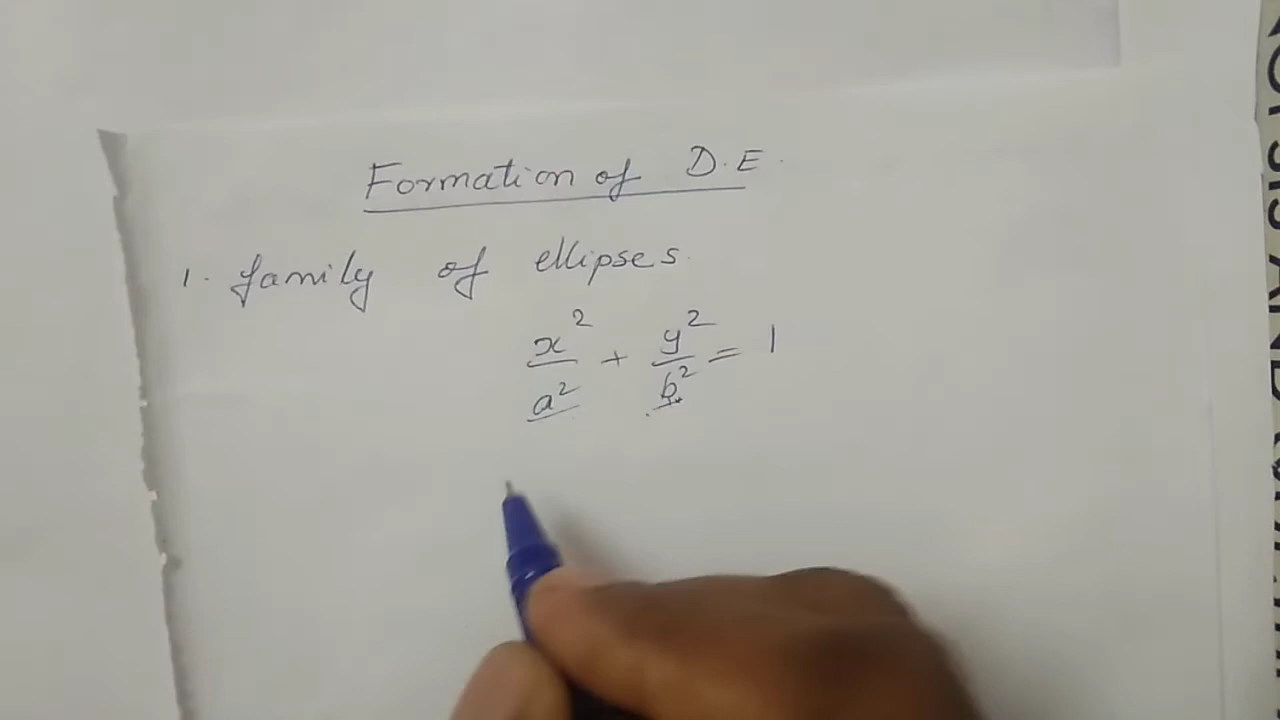 Formation of D.E.
1. family of ellipses.
x²/a² + y²/b² = 1